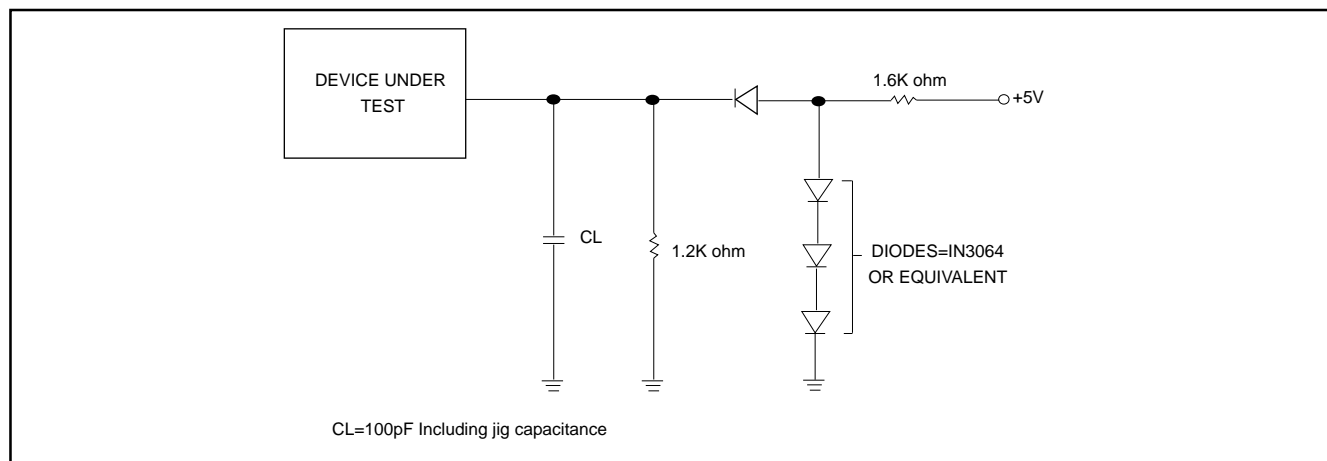 DEVICE UNDER
TEST
1.6K ohm
+5V
CL
1.2K ohm
DIODES=IN3064
OR EQUIVALENT
CL=100pF Including jig capacitance